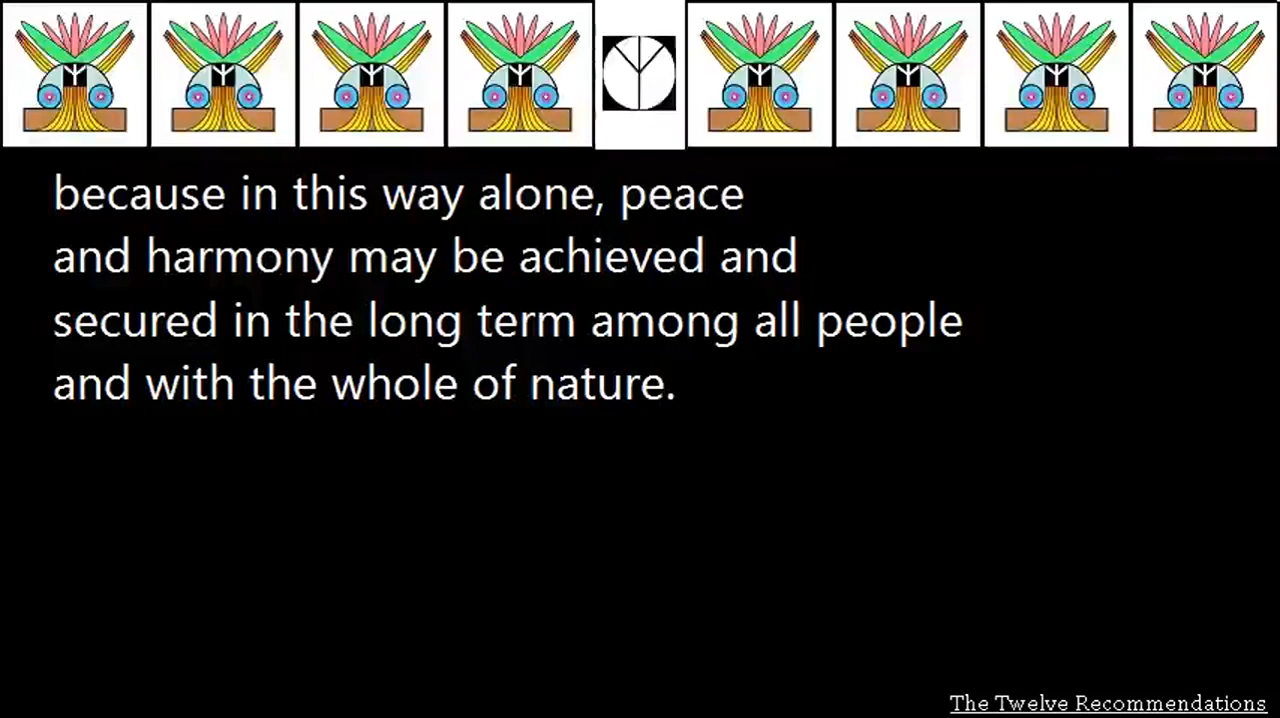 because in this way alone, peace
and harmony may be achieved and
secured in the long term among all people
and with the whole of nature.
The Twelve Recommendations